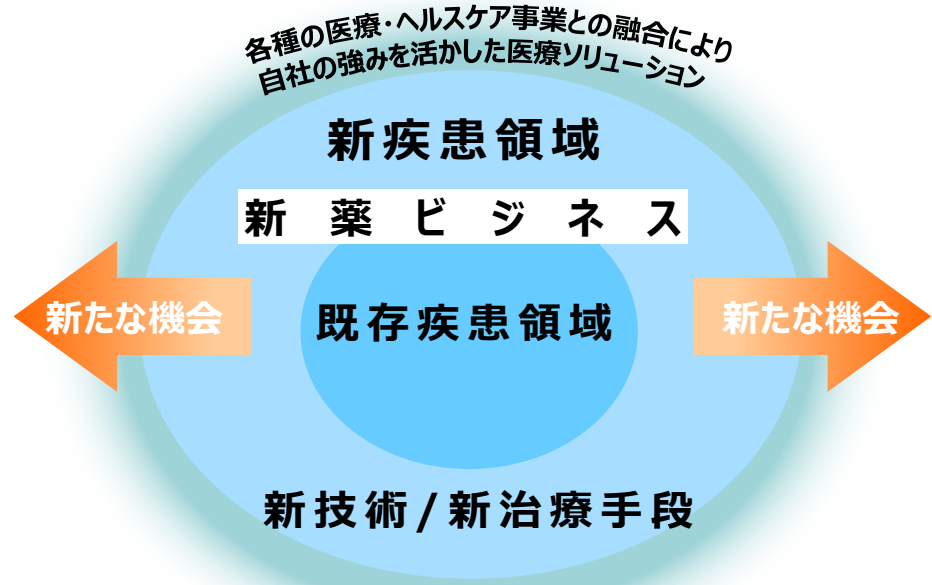 各種の医療・ヘルスケア事業との融合により
自社の強みを活かした医療ソリューション
新疾患領域
新薬ビジネス
新たな機会
既存疾患領域
新たな機会
新技術/新治療手段